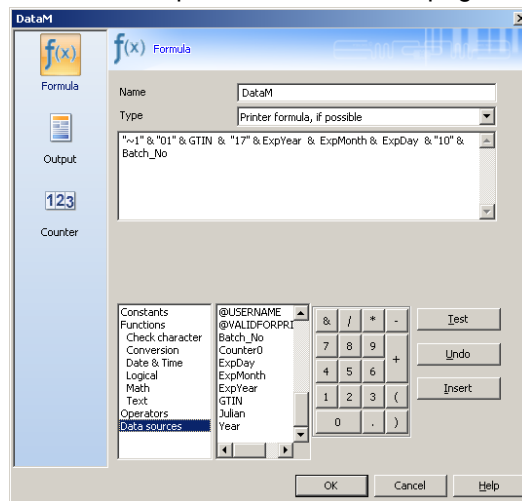 DataM
f(x)
f(x) Formula
Formula
Name DataM
Type Printer formula, if possible
"~1" & "01" & GTIN & "17" & ExpYear & ExpMonth & ExpDay & "10" &
Batch_No
Output
123
Counter
Constants
Functions
Check character
Conversion
Date & Time
Logical
Math
Text
Operators
Data sources
@USERNAME
@VALIDFORPRI
Batch_No
Counter0
ExpDay
ExpMonth
ExpYear
GTIN
Julian
Year
& / * -
7 8 9 +
4 5 6
1 2 3 (
0 . )
Test
Undo
Insert
OK Cancel Help